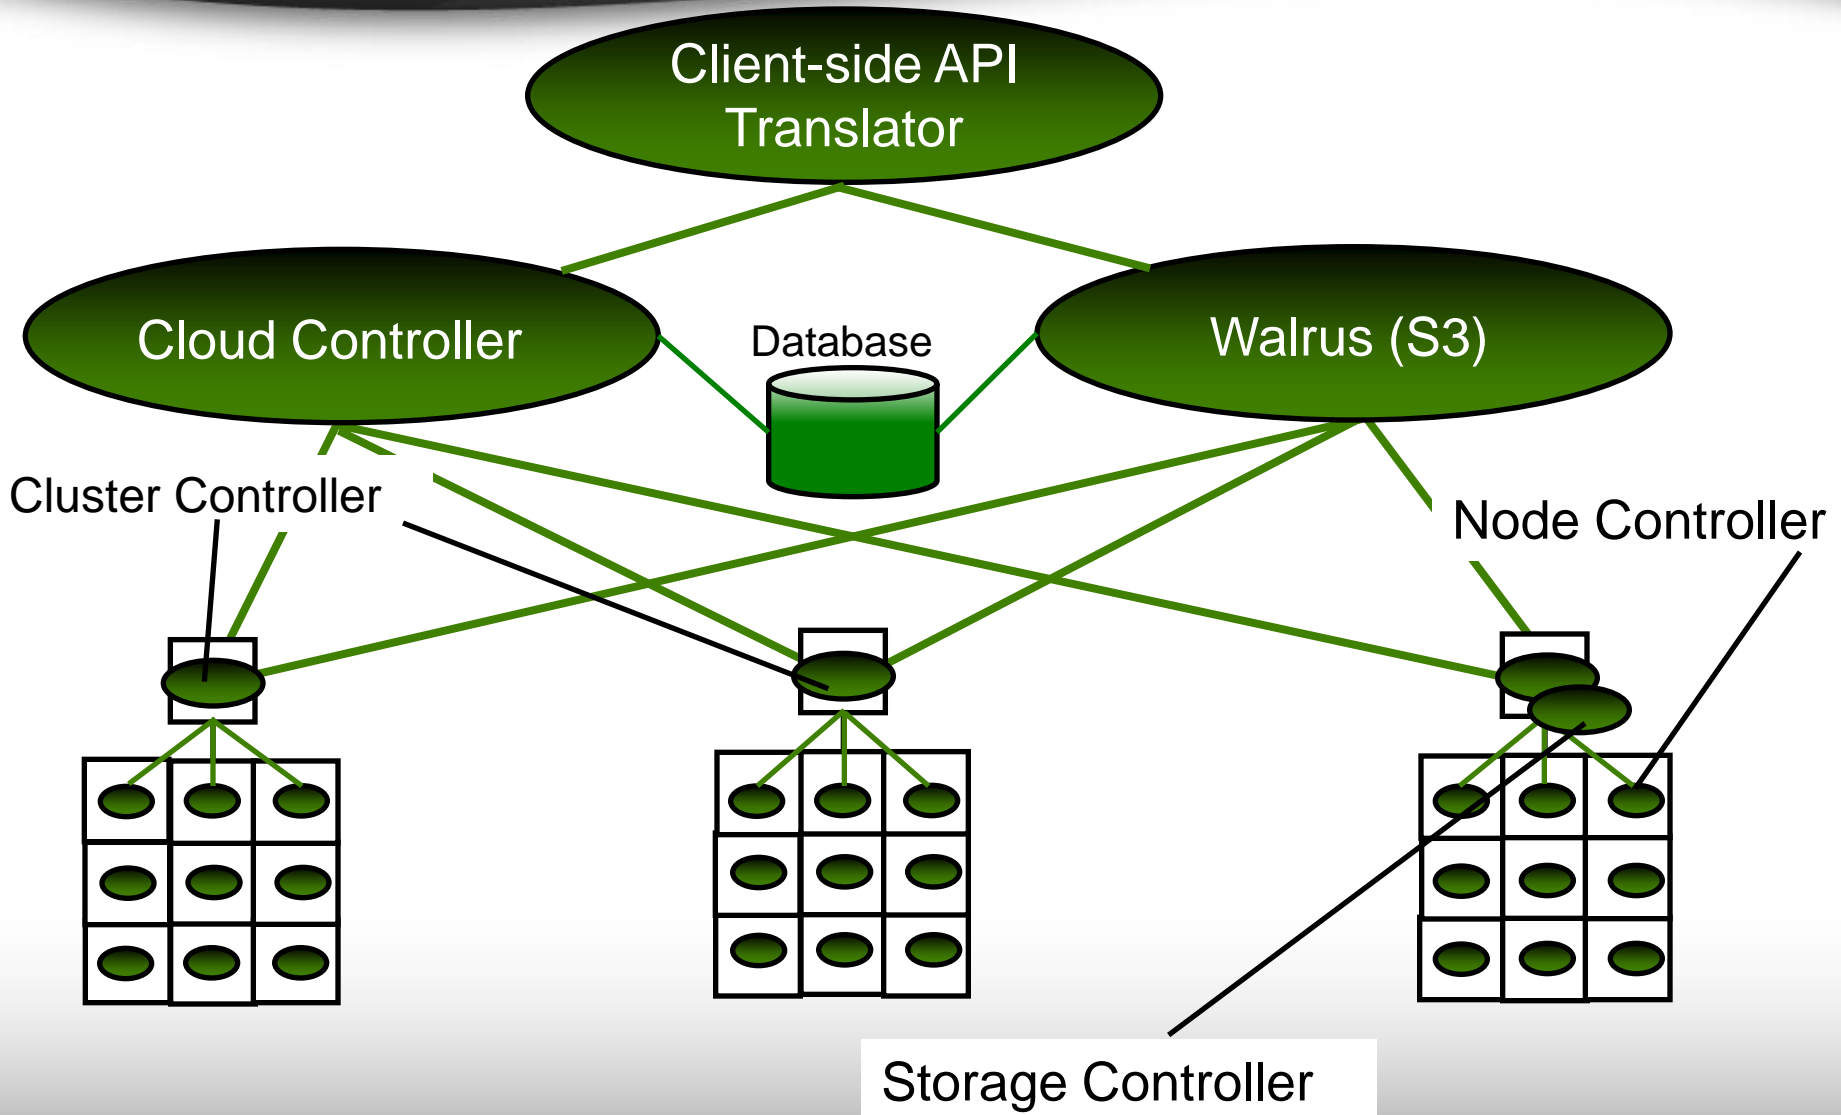 Client-side API
Translator
Cloud Controller
Database
Walrus (S3)
Cluster Controller
Node Controller
Storage Controller